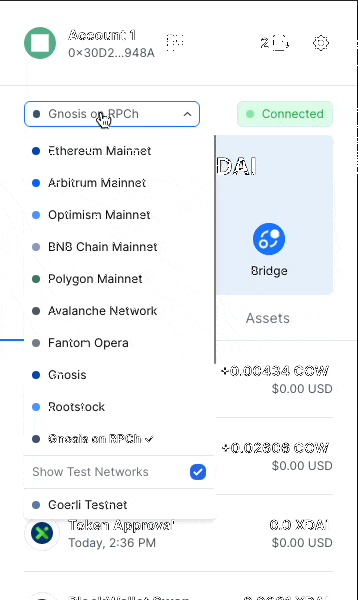 Account 1
0×30D2...948A
2
Gnosis on RPCh
Connected
Ethereum Mainnet
DAI
Arbitrum Mainnet
Optimism Mainnet
BNB Chain Mainnet
Bridge
Polygon Mainnet
Avalanche Network
Assets
Fantom Opera
Gnosis
+0.00434 COW
$0.00 USD
Rootstock
Gnosis on RPCh
+0.02606 COW
$0.00 USD
Show Test Networks
Goerli Testnet
Token Approval
0.0 XDAI
Today, 2:36 PM
$0.00 USD